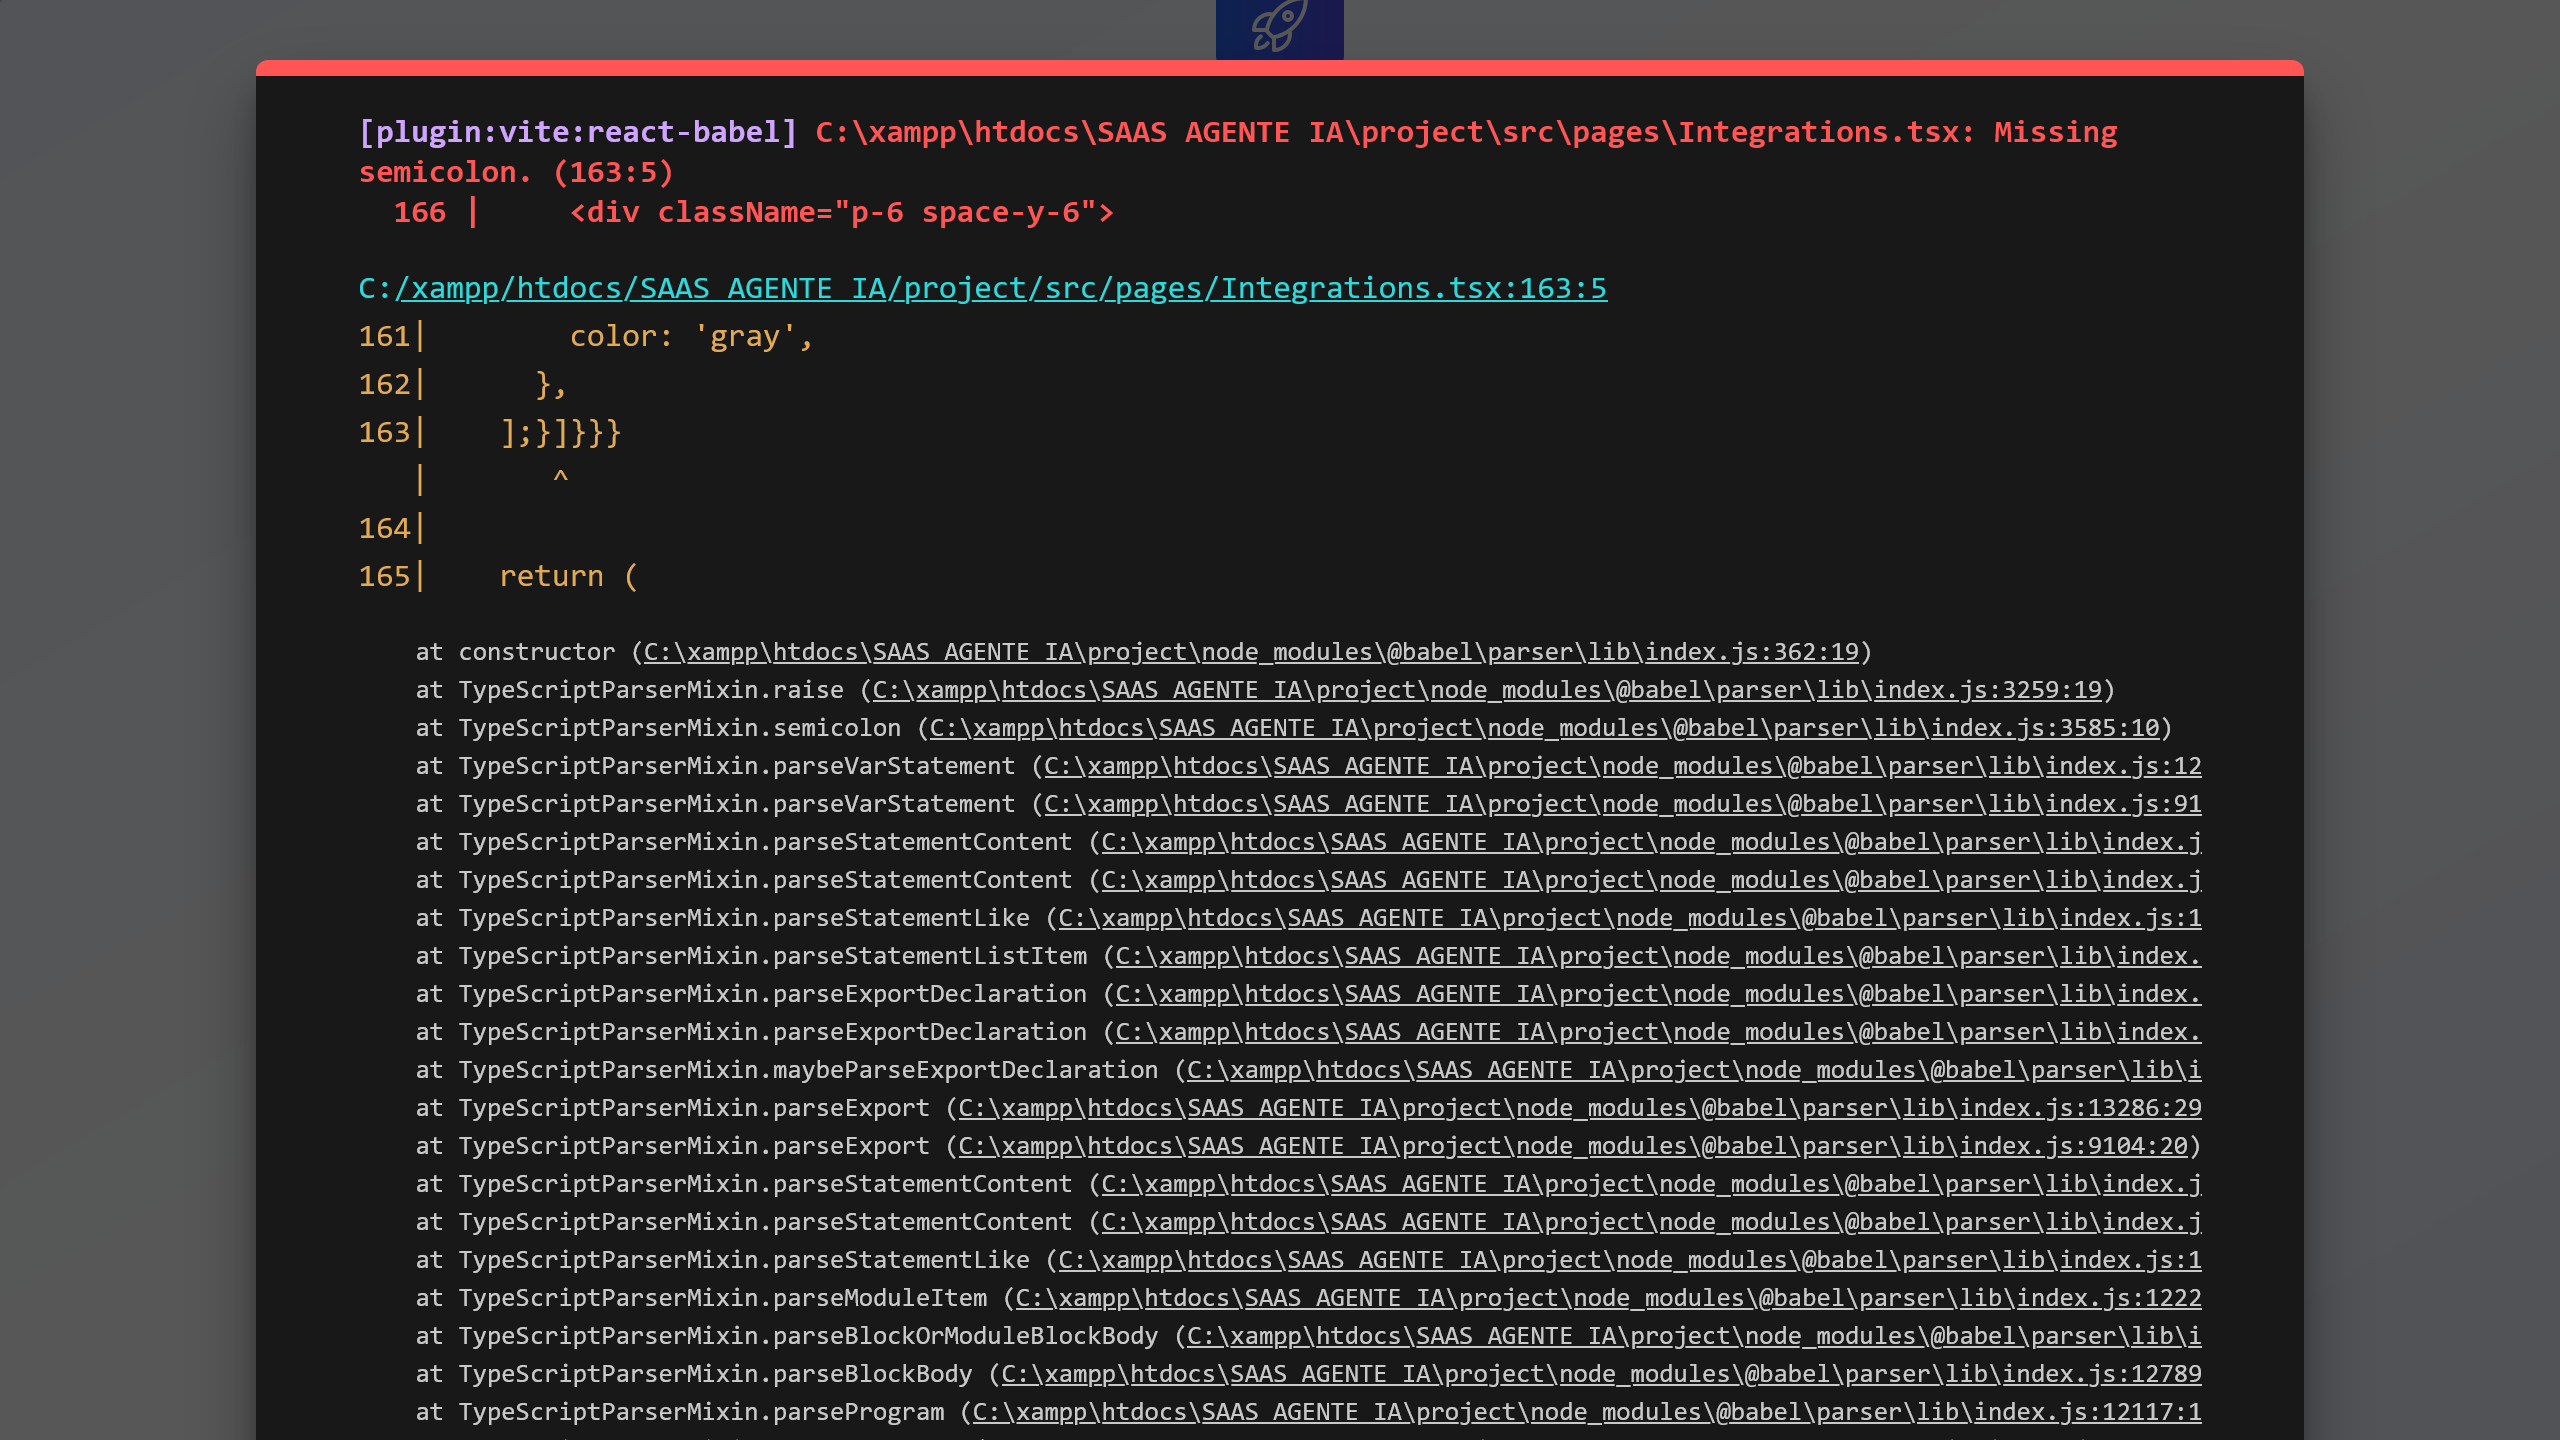 [plugin:vite:react-babel] C:\xampp\htdocs\SAAS AGENTE IA\project\src\pages\Integrations.tsx: Missing
semicolon. (163:5)
  166 |     <div className="p-6 space-y-6">
C:/xampp/htdocs/SAAS AGENTE IA/project/src/pages/Integrations.tsx:163:5
161|        color: 'gray',
162|      },
163|    ];}]}}}
   |       ^
164|
165|    return (
at constructor (C:\xampp\htdocs\SAAS AGENTE IA\project\node_modules\@babel\parser\lib\index.js:362:19)
at TypeScriptParserMixin.raise (C:\xampp\htdocs\SAAS AGENTE IA\project\node_modules\@babel\parser\lib\index.js:3259:19)
at TypeScriptParserMixin.semicolon (C:\xampp\htdocs\SAAS AGENTE IA\project\node_modules\@babel\parser\lib\index.js:3585:10)
at TypeScriptParserMixin.parseVarStatement (C:\xampp\htdocs\SAAS AGENTE IA\project\node_modules\@babel\parser\lib\index.js:12
at TypeScriptParserMixin.parseVarStatement (C:\xampp\htdocs\SAAS AGENTE IA\project\node_modules\@babel\parser\lib\index.js:91
at TypeScriptParserMixin.parseStatementContent (C:\xampp\htdocs\SAAS AGENTE IA\project\node_modules\@babel\parser\lib\index.j
at TypeScriptParserMixin.parseStatementContent (C:\xampp\htdocs\SAAS AGENTE IA\project\node_modules\@babel\parser\lib\index.j
at TypeScriptParserMixin.parseStatementLike (C:\xampp\htdocs\SAAS AGENTE IA\project\node_modules\@babel\parser\lib\index.js:1
at TypeScriptParserMixin.parseStatementListItem (C:\xampp\htdocs\SAAS AGENTE IA\project\node_modules\@babel\parser\lib\index.
at TypeScriptParserMixin.parseExportDeclaration (C:\xampp\htdocs\SAAS AGENTE IA\project\node_modules\@babel\parser\lib\index.
at TypeScriptParserMixin.parseExportDeclaration (C:\xampp\htdocs\SAAS AGENTE IA\project\node_modules\@babel\parser\lib\index.
at TypeScriptParserMixin.maybeParseExportDeclaration (C:\xampp\htdocs\SAAS AGENTE IA\project\node_modules\@babel\parser\lib\i
at TypeScriptParserMixin.parseExport (C:\xampp\htdocs\SAAS AGENTE IA\project\node_modules\@babel\parser\lib\index.js:13286:29
at TypeScriptParserMixin.parseExport (C:\xampp\htdocs\SAAS AGENTE IA\project\node_modules\@babel\parser\lib\index.js:9104:20)
at TypeScriptParserMixin.parseStatementContent (C:\xampp\htdocs\SAAS AGENTE IA\project\node_modules\@babel\parser\lib\index.j
at TypeScriptParserMixin.parseStatementContent (C:\xampp\htdocs\SAAS AGENTE IA\project\node_modules\@babel\parser\lib\index.j
at TypeScriptParserMixin.parseStatementLike (C:\xampp\htdocs\SAAS AGENTE IA\project\node_modules\@babel\parser\lib\index.js:1
at TypeScriptParserMixin.parseModuleItem (C:\xampp\htdocs\SAAS AGENTE IA\project\node_modules\@babel\parser\lib\index.js:1222
at TypeScriptParserMixin.parseBlockOrModuleBlockBody (C:\xampp\htdocs\SAAS AGENTE IA\project\node_modules\@babel\parser\lib\i
at TypeScriptParserMixin.parseBlockBody (C:\xampp\htdocs\SAAS AGENTE IA\project\node_modules\@babel\parser\lib\index.js:12789
at TypeScriptParserMixin.parseProgram (C:\xampp\htdocs\SAAS AGENTE IA\project\node_modules\@babel\parser\lib\index.js:12117:1